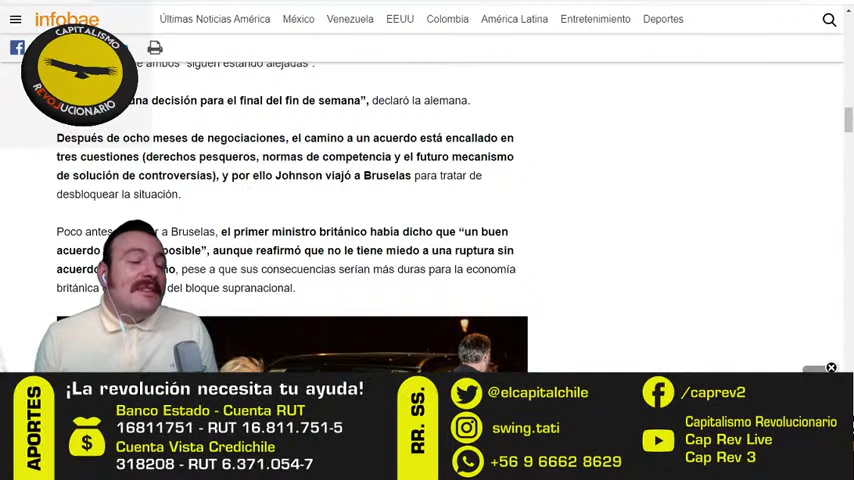 infobae
Últimas Noticias América México Venezuela EEUU Colombia América Latina Entretenimiento Deportes
CAPITALISMO
REVOLUCIONARIO
ambos "siguen estando alejadas".
una decisión para el final del fin de semana", declaró la alemana.
Después de ocho meses de negociaciones, el camino a un acuerdo está encallado en
tres cuestiones (derechos pesqueros, normas de competencia y el futuro mecanismo
de solución de controversias), y por ello Johnson viajó a Bruselas para tratar de
desbloquear la situación.
Poco antes a Bruselas, el primer ministro británico había dicho que "un buen
acuerdo posible", aunque reafirmó que no le tiene miedo a una ruptura sin
acuerdo, pese a que sus consecuencias serían más duras para la economía
británica del bloque supranacional.
APORTES
¡La revolución necesita tu ayuda!
Banco Estado - Cuenta RUT
16811751 - RUT 16.811.751-5
Cuenta Vista Credichile
318208 - RUT 6.371.054-7
RR. SS.
@elcapitalchile
swing.tati
+56 9 6662 8629
/caprev2
Capitalismo Revolucionario
Cap Rev Live
Cap Rev 3